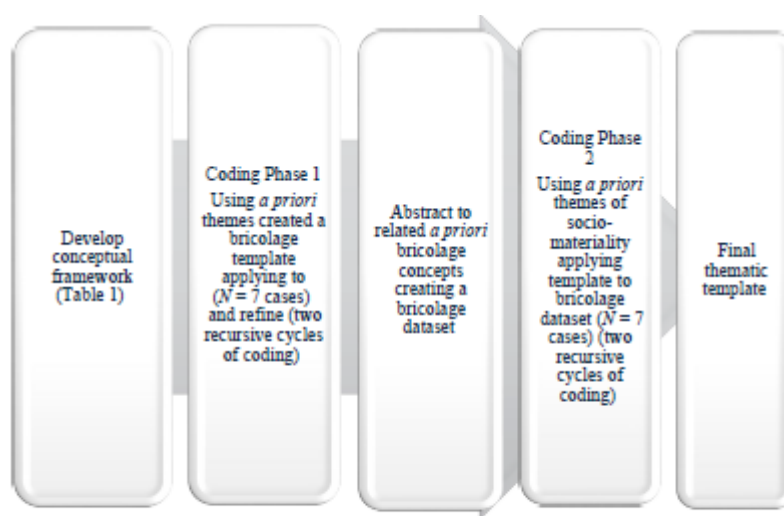 Develop
conceptual
framework
(Table 1)
Coding Phase 1
Using a priori
themes created a
bricolage
template
applying to
(N = 7 cases)
and refine (two
recursive cycles
of coding)
Abstract to
related a priori
bricolage
concepts
creating a
bricolage
dataset
Coding Phase
2
Using a priori
themes of
socio-
materiality
applying
template to
bricolage
dataset (N = 7
cases) (two
recursive
cycles of
coding)
Final
thematic
template